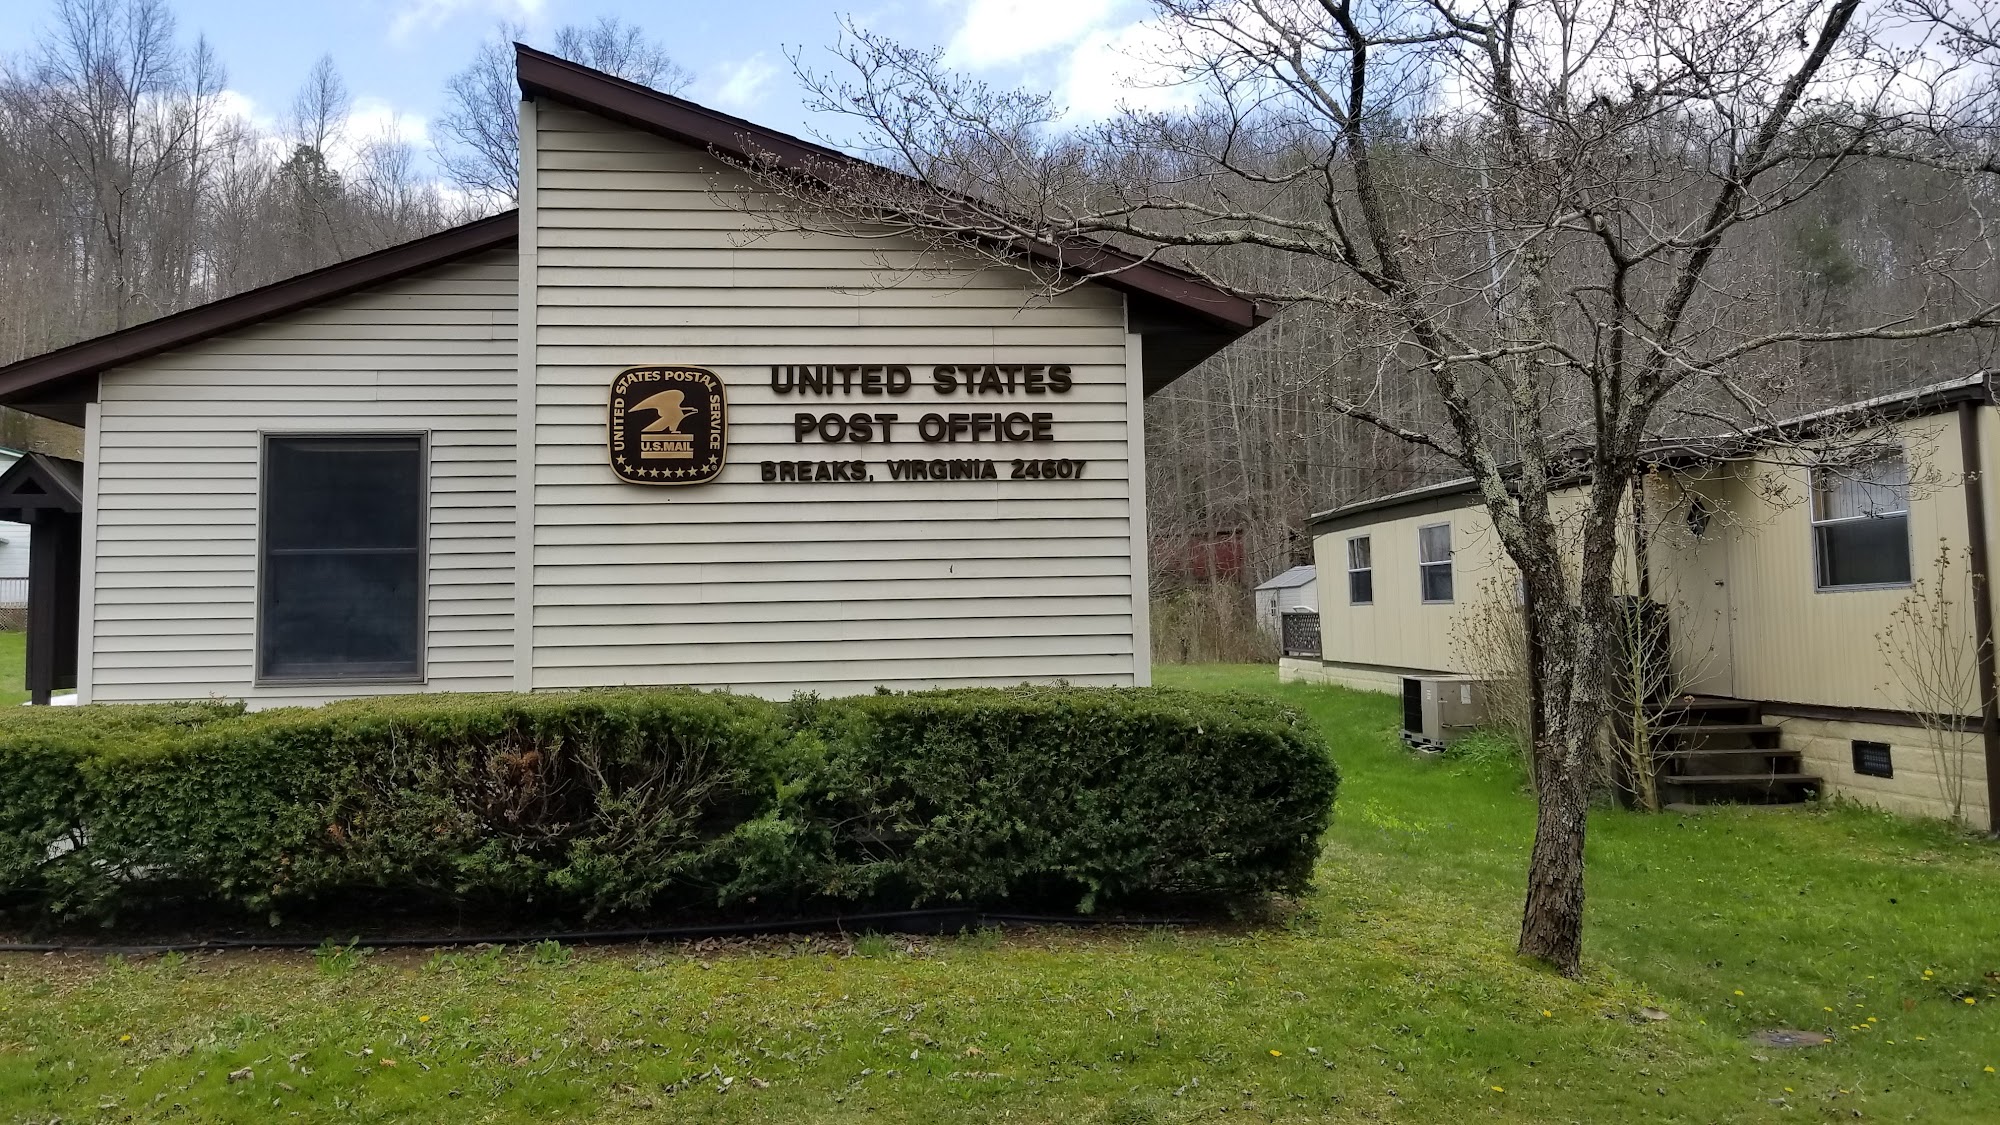 UNITED STATES POSTAL SERVICE
U.S.MAIL
UNITED STATES
POST OFFICE
BREAKS, VIRGINIA 24607